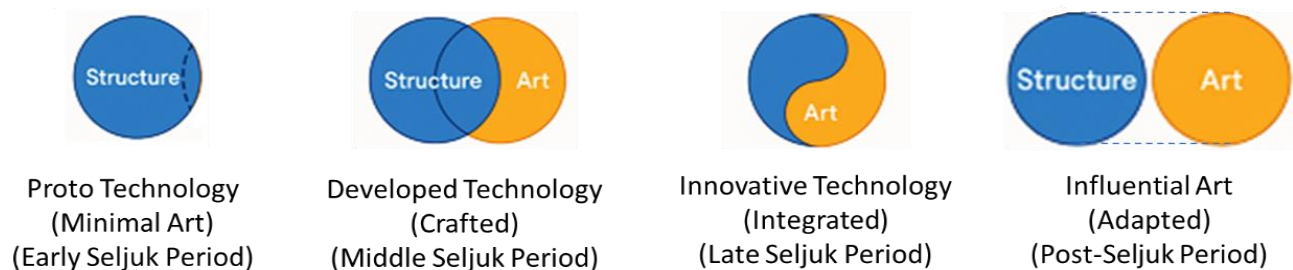 Structure
Structure Art
Art
Structure Art
Proto Technology
(Minimal Art)
(Early Seljuk Period)
Developed Technology
(Crafted)
(Middle Seljuk Period)
Innovative Technology
(Integrated)
(Late Seljuk Period)
Influential Art
(Adapted)
(Post-Seljuk Period)